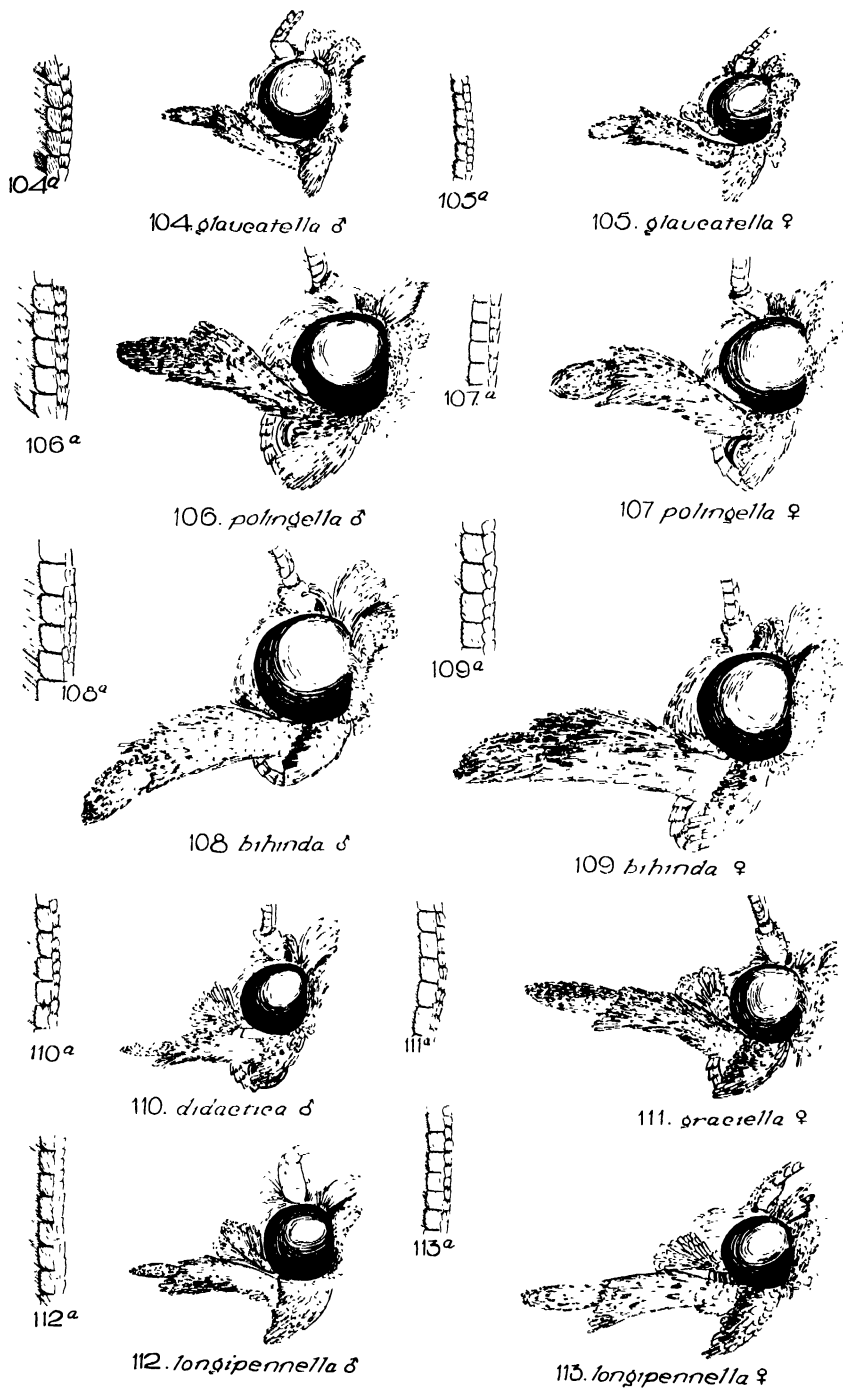 104ª
105ª
104. glaucatella ♂
105. glaucatella ♀
106ª
107ª
106. polingella ♂
107 polingella ♀
108ª
109ª
108 bihinda ♂
109 bihinda ♀
110ª
111ª
110. didactica ♂
111. graciella ♀
112ª
113ª
112. longipennella ♂
113. longipennella ♀